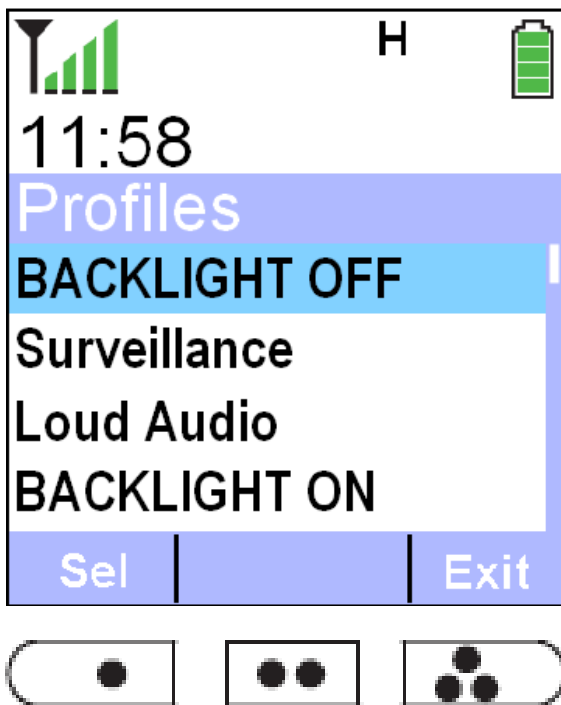 H
11:58
Profiles
BACKLIGHT OFF
Surveillance
Loud Audio
BACKLIGHT ON
Sel Exit